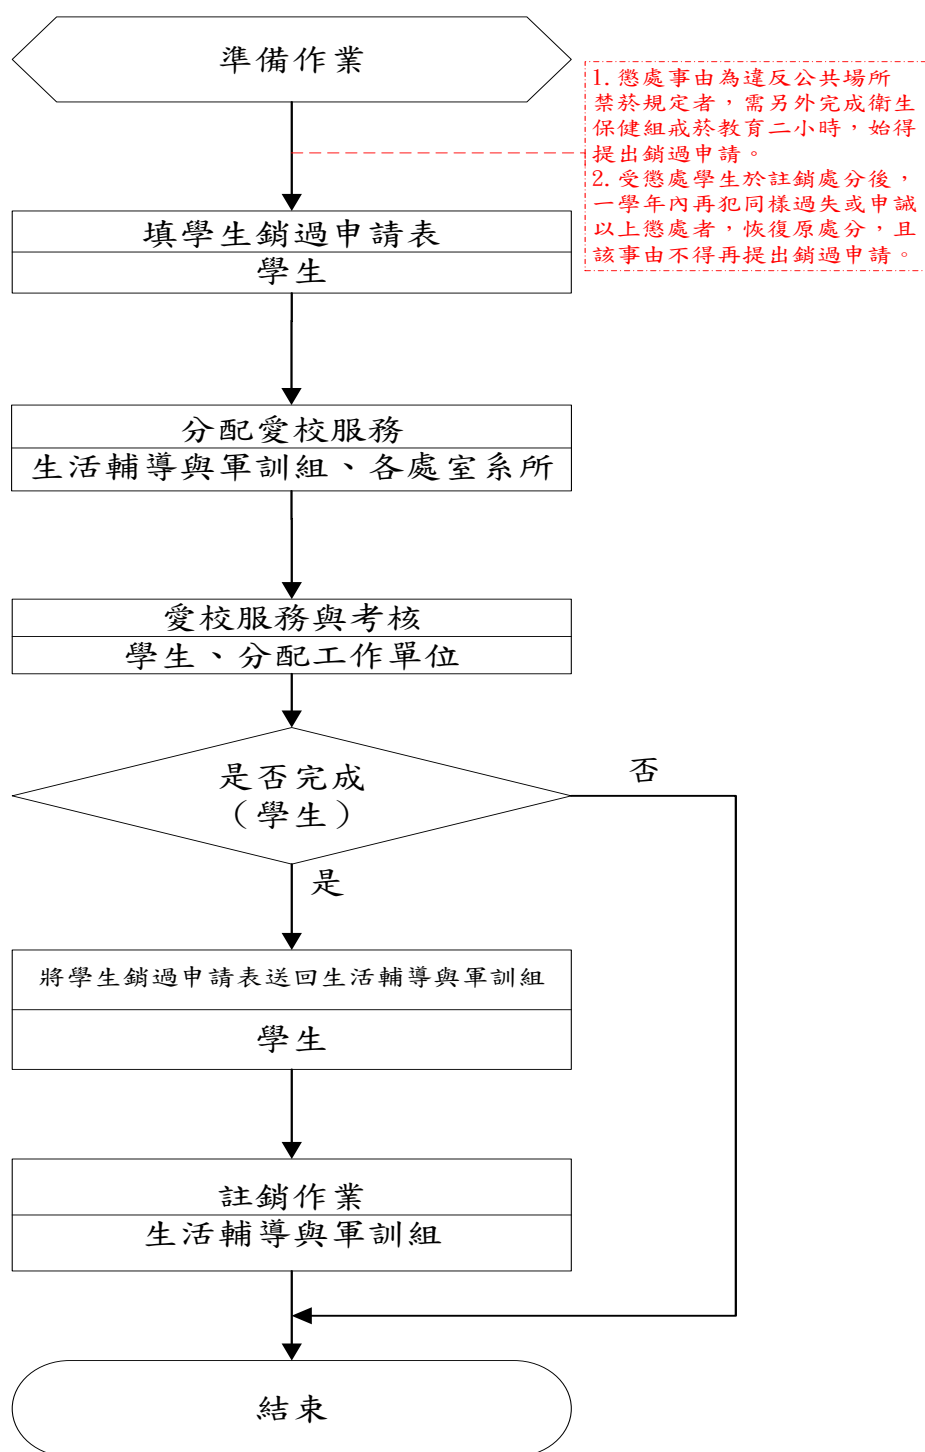 準備作業
1. 懲處事由為違反公共場所
禁菸規定者，需另外完成衛生
保健組戒菸教育二小時，始得
提出銷過申請。
2. 受懲處學生於註銷處分後，
一學年內再犯同樣過失或申誡
以上懲處者，恢復原處分，且
該事由不得再提出銷過申請。
填學生銷過申請表
學生
分配愛校服務
生活輔導與軍訓組、各處室系所
愛校服務與考核
學生、分配工作單位
是否完成
（學生）
否
是
將學生銷過申請表送回生活輔導與軍訓組
學生
註銷作業
生活輔導與軍訓組
結束